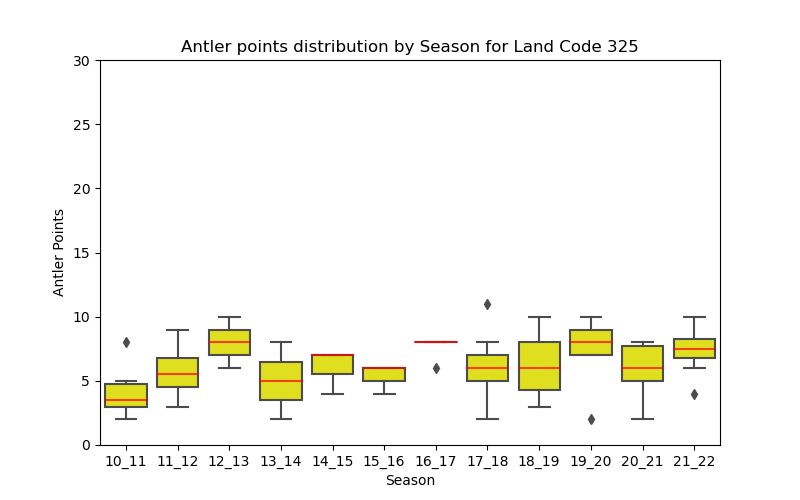 Antler points distribution by Season for Land Code 325
30
25
20
15
10
5
0
Antler Points
10_11 11_12 12_13 13_14 14_15 15_16 16_17 17_18 18_19 19_20 20_21 21_22
Season